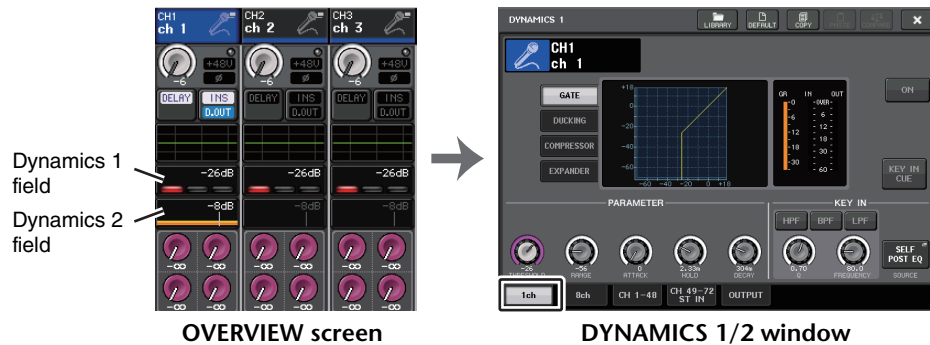 CH1
ch 1
CH2
ch 2
CH3
ch 3
-6
+48V
ø
-6
+48V
ø
-6
+48V
ø
DELAY
INS
D.OUT
DELAY
INS
D.OUT
DELAY
INS
D.OUT
Dynamics 1
field
-26dB
-26dB
-26dB
Dynamics 2
field
-8dB
-8dB
-8dB
-∞ -∞ -∞ -∞ -∞ -∞
-∞ -∞ -∞ -∞ -∞ -∞
OVERVIEW screen
DYNAMICS 1
LIBRARY
DEFAULT
COPY
PASTE
COMPARE
×
CH1
ch 1
GATE
DUCKING
COMPRESSOR
EXPANDER
+18
0
-20
-40
-60
-60 -40 -20 0 +18
GR IN OUT
-0 -OVER-
-6 - 6 -
-12 - 12 -
-18 - 18 -
-30 - 30 -
- 60 -
ON
KEY IN
CUE
PARAMETER
-26
THRESHOLD
-56
RANGE
0
ATTACK
2.33m
HOLD
304m
DECAY
KEY IN
HPF
BPF
LPF
0.70
Q
80.0
FREQUENCY
SELF
POST EQ
SOURCE
1ch
8ch
CH 1-48
CH 49-72
ST IN
OUTPUT
DYNAMICS 1/2 window